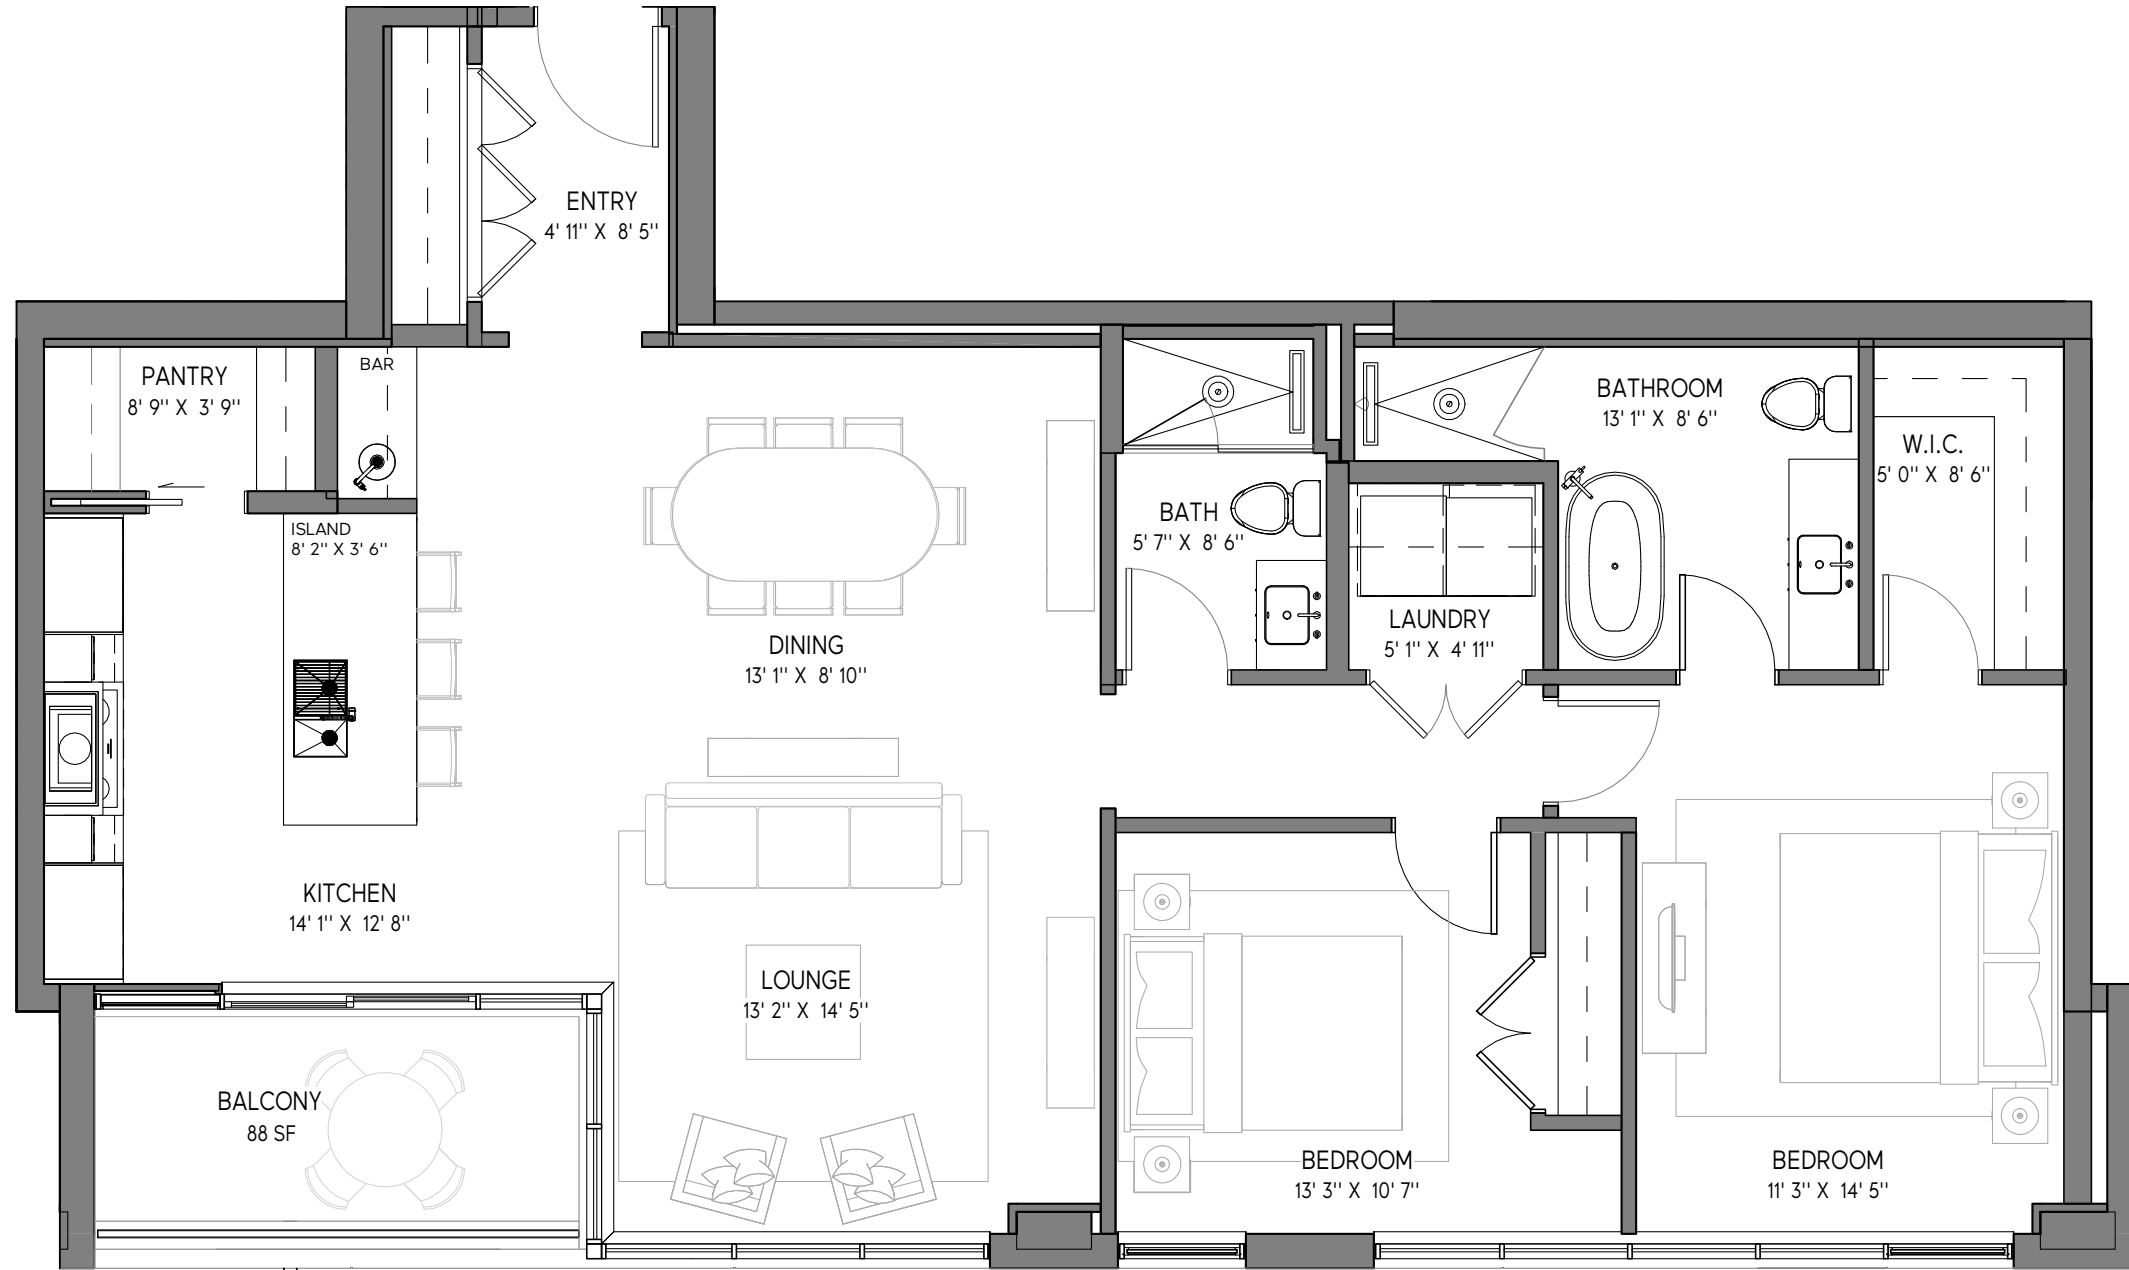 ENTRY
4' 11'' X 8' 5''
PANTRY
8' 9'' X 3' 9''
BAR
BATHROOM
13' 1'' X 8' 6''
W.I.C.
5' 0'' X 8' 6''
ISLAND
8' 2'' X 3' 6''
BATH
5' 7'' X 8' 6''
LAUNDRY
5' 1'' X 4' 11''
DINING
13' 1'' X 8' 10''
KITCHEN
14' 1'' X 12' 8''
LOUNGE
13' 2'' X 14' 5''
BALCONY
88 SF
BEDROOM
13' 3'' X 10' 7''
BEDROOM
11' 3'' X 14' 5''